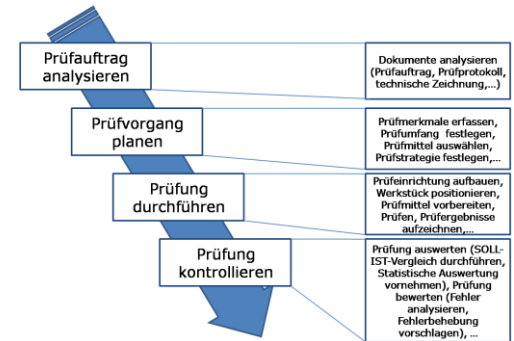 Prüfauftrag
analysieren
Dokumente analysieren
(Prüfauftrag, Prüfprotokoll,
technische Zeichnung,...)
Prüfvorgang
planen
Prüfmerkmale erfassen,
Prüfumfang festlegen,
Prüfmittel auswählen,
Prüfstrategie festlegen,...
Prüfung
durchführen
Prüfeinrichtung aufbauen,
Werkstück positionieren,
Prüfmittel vorbereiten,
Prüfen, Prüfergebnisse
aufzeichnen,...
Prüfung
kontrollieren
Prüfung auswerten (SOLL-
IST-Vergleich durchführen,
Statistische Auswertung
vornehmen), Prüfung
bewerten (Fehler
analysieren,
Fehlerbehebung
vorschlagen), ...